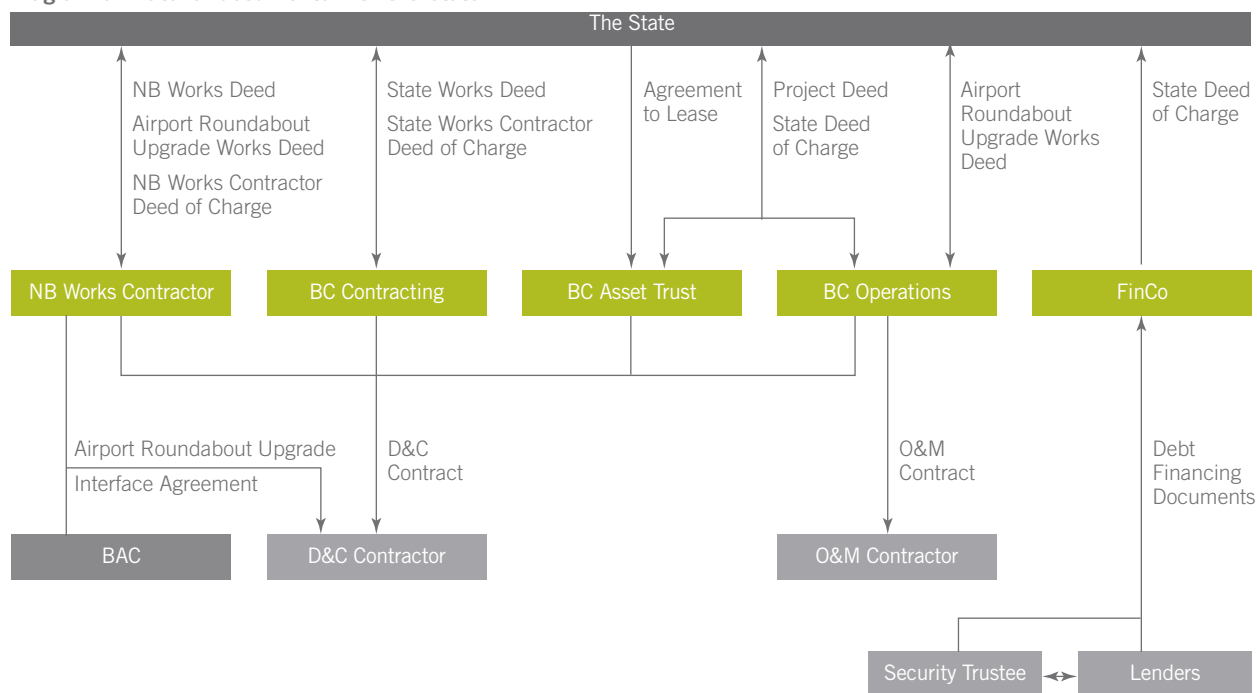 The State
NB Works Deed
Airport Roundabout
Upgrade Works Deed
NB Works Contractor
Deed of Charge
State Works Deed
State Works Contractor
Deed of Charge
Agreement
to Lease
Project Deed
State Deed
of Charge
Airport
Roundabout
Upgrade Works
Deed
State Deed
of Charge
NB Works Contractor
BC Contracting
BC Asset Trust
BC Operations
FinCo
Airport Roundabout Upgrade
Interface Agreement
D&C
Contract
O&M
Contract
Debt
Financing
Documents
BAC
D&C Contractor
O&M Contractor
Security Trustee
Lenders